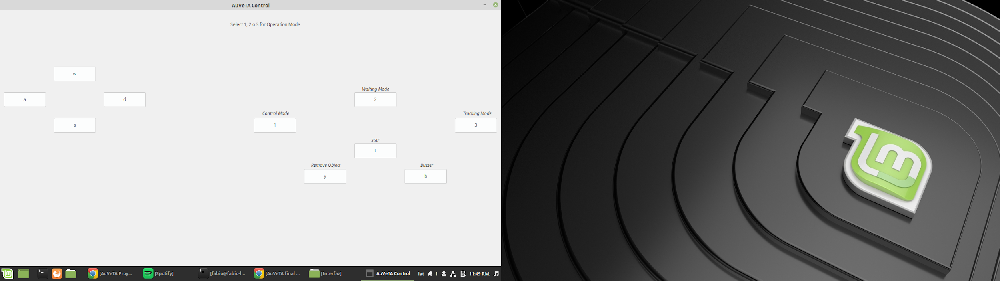 AuVeTA Control
Select 1, 2 o 3 for Operation Mode
w
a
d
s
Waiting Mode
2
Control Mode
1
Tracking Mode
3
360°
t
Remove Object
y
Buzzer
b
[AuVeTA Proy... [Spotify] [fabio@fabio-l... [AuVeTA final ... [Interfaz] AuVeTA Control lat 1 11:49 P.M.